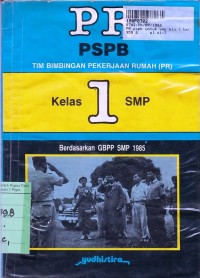 PR
PSPB
TIM BIMBINGAN PEKERJAAN RUMAH (PR)
Kelas 1 SMP
Berdasarkan GBPP SMP 1985
yudhistira